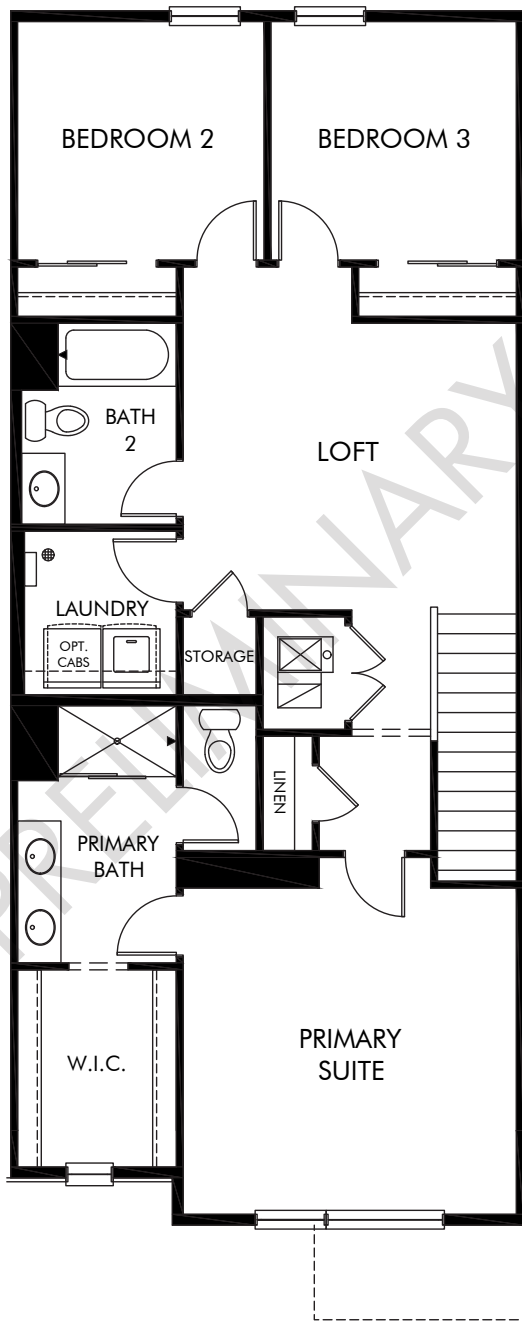 BEDROOM 2
BEDROOM 3
BATH
2
LOFT
LAUNDRY
OPT.
CABS
STORAGE
LINEN
PRIMARY
BATH
W.I.C.
PRIMARY
SUITE
PRELIMINARY